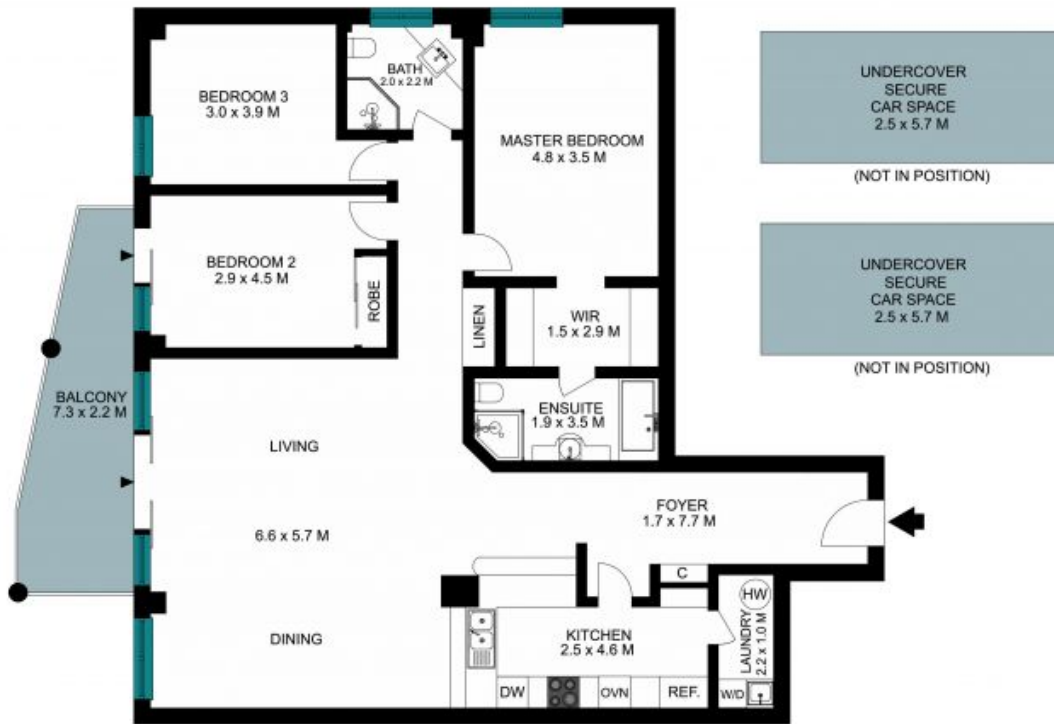 BEDROOM 3
3.0 x 3.9 M
BATH
2.0 x 2.2 M
MASTER BEDROOM
4.8 x 3.5 M
UNDERCOVER
SECURE
CAR SPACE
2.5 x 5.7 M
(NOT IN POSITION)
BEDROOM 2
2.9 x 4.5 M
ROBE
LINEN
WIR
1.5 x 2.9 M
UNDERCOVER
SECURE
CAR SPACE
2.5 x 5.7 M
(NOT IN POSITION)
BALCONY
7.3 x 2.2 M
ENSUITE
1.9 x 3.5 M
LIVING
6.6 x 5.7 M
DINING
FOYER
1.7 x 7.7 M
C
HW
LAUNDRY
2.2 x 1.0 M
KITCHEN
2.5 x 4.6 M
DW
OVN
REF.
W/D